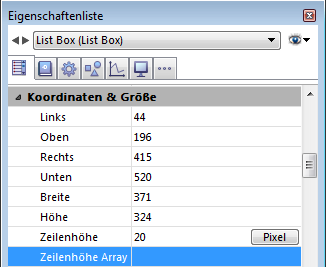 Eigenschaftenliste
List Box (List Box)
Koordinaten & Größe
Links 44
Oben 196
Rechts 415
Unten 520
Breite 371
Höhe 324
Zeilenhöhe 20 Pixel
Zeilenhöhe Array